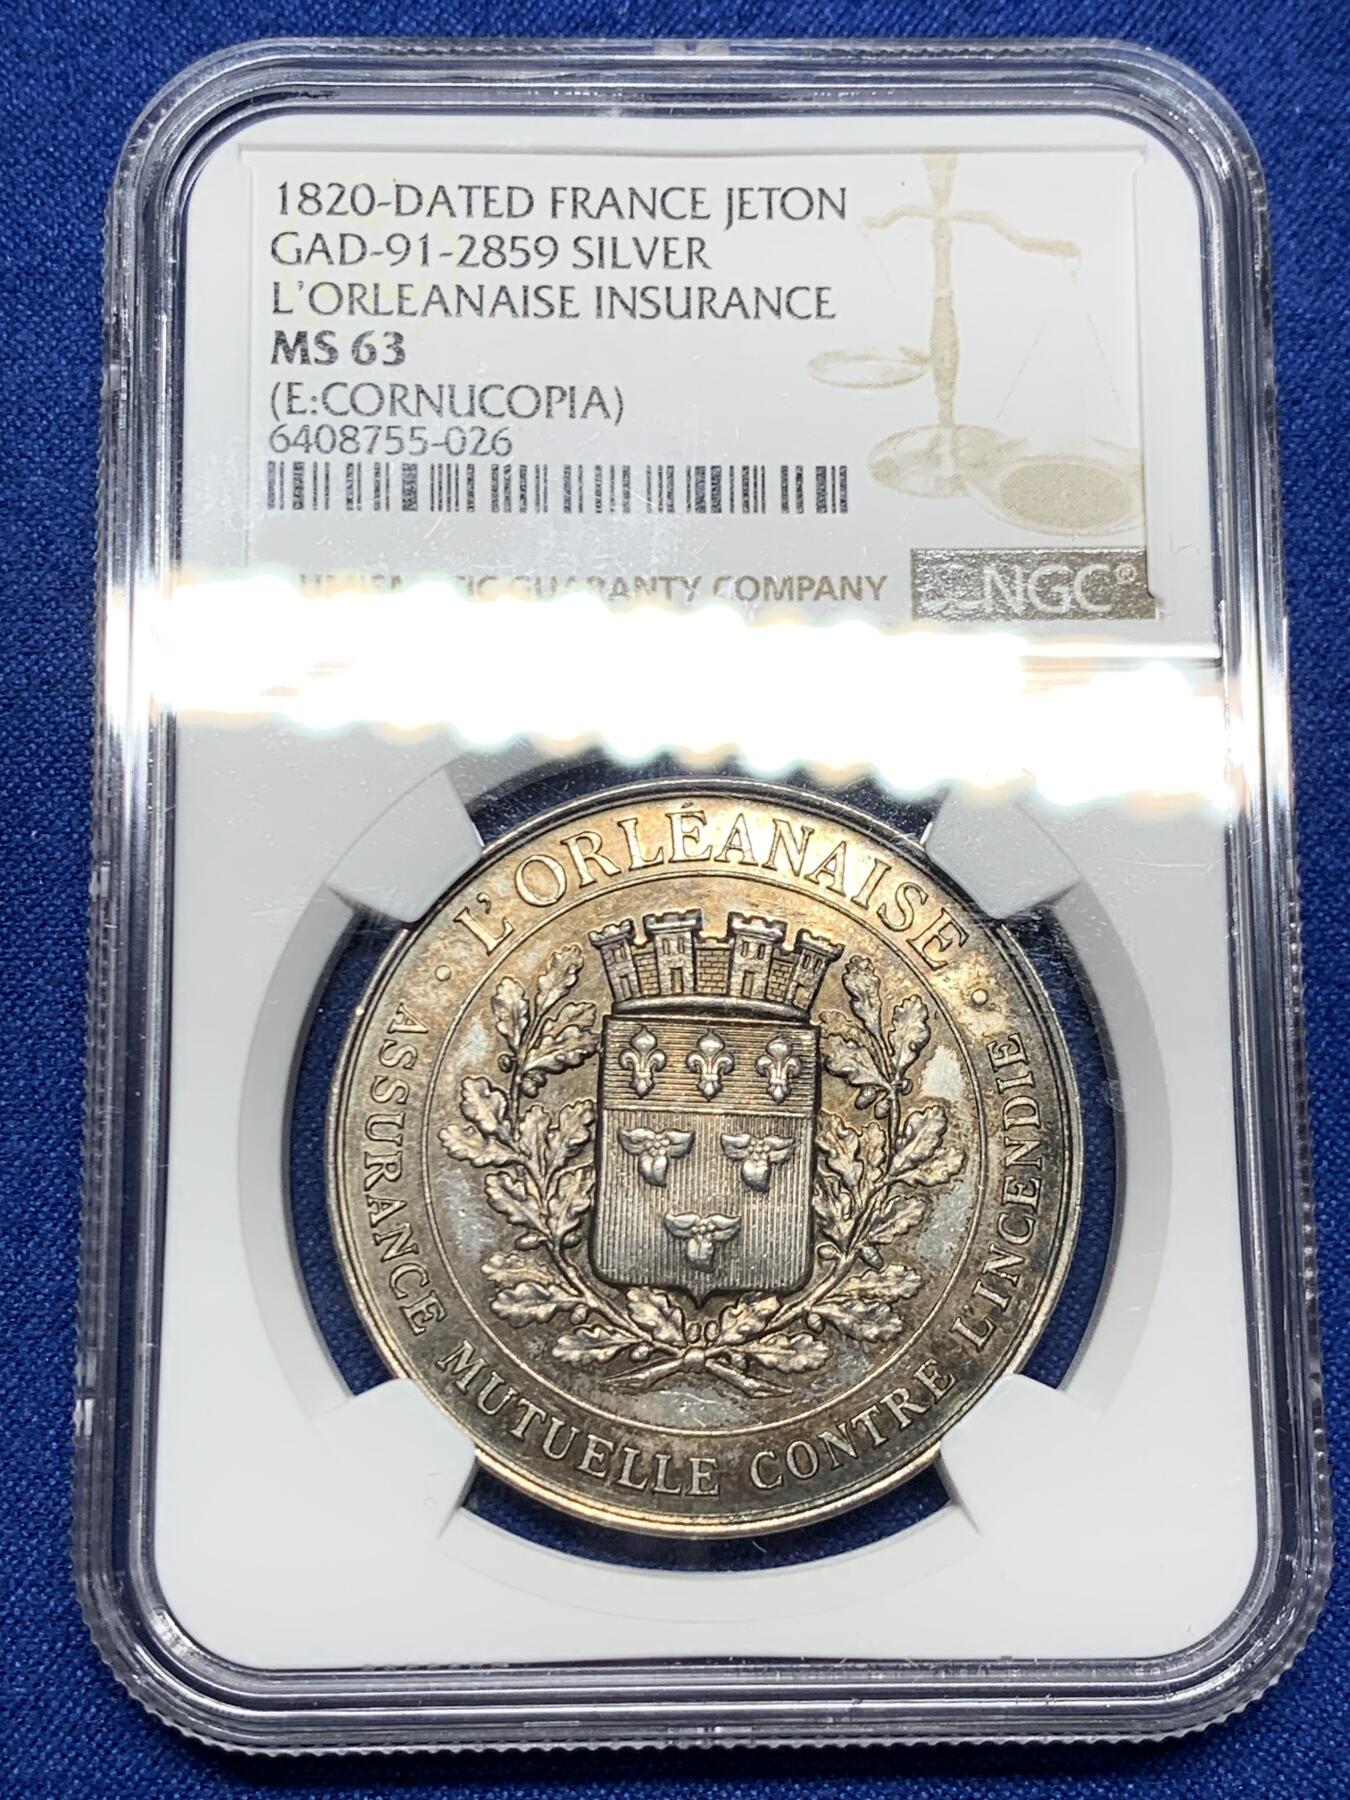 1820-DATED FRANCE JETON
GAD-91-2859 SILVER
L'ORLEANAISE INSURANCE
MS 63
(E:CORNUCOPIA)
6408755-026
NUMISMATIC GUARANTY COMPANY
NGC®
· L'ORLÉANAISE ·
ASSURANCE MUTUELLE CONTRE L'INCENDIE